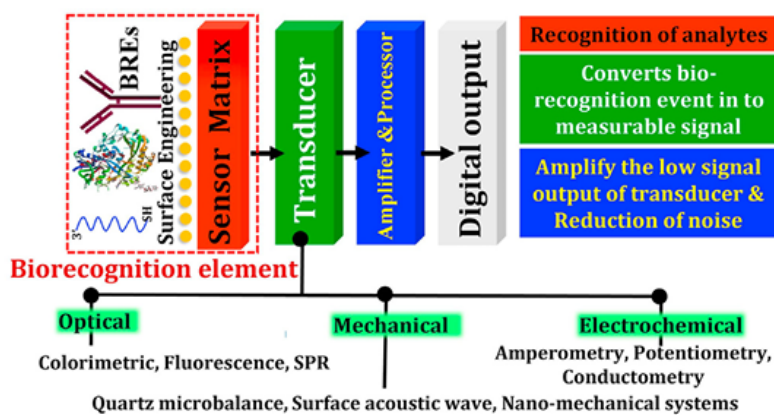 BREs
3'
SH
Surface Engineering
Sensor Matrix
Transducer
Amplifier & Processor
Digital output
Recognition of analytes
Converts bio-
recognition event in to
measurable signal
Amplify the low signal
output of transducer &
Reduction of noise
Biorecognition element
Optical
Colorimetric, Fluorescence, SPR
Mechanical
Quartz microbalance, Surface acoustic wave, Nano-mechanical systems
Electrochemical
Amperometry, Potentiometry,
Conductometry